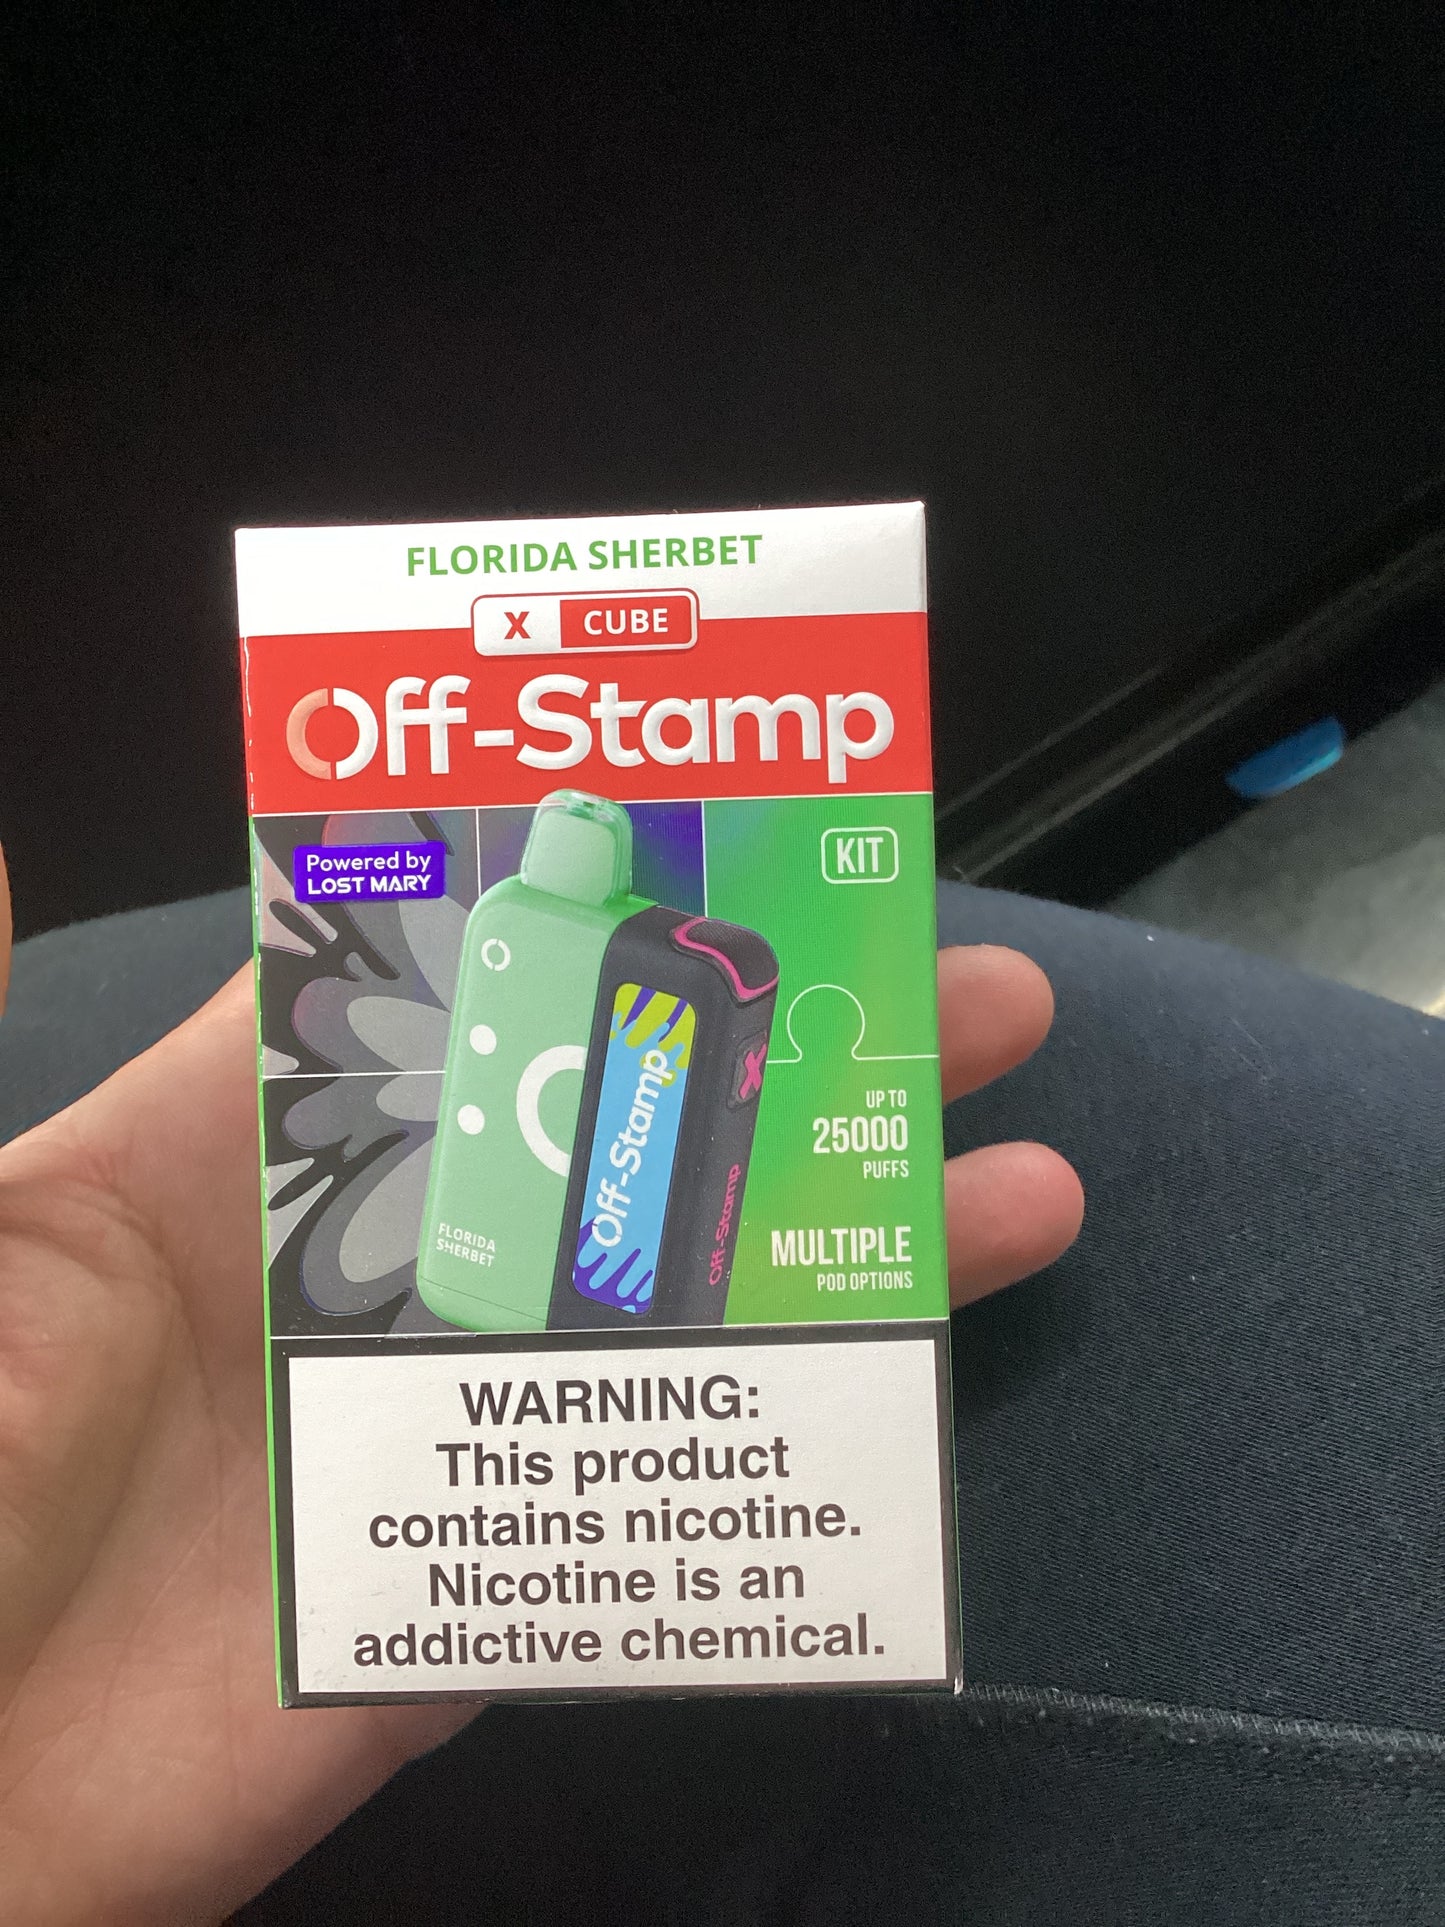 FLORIDA SHERBET
X CUBE
Off-Stamp
Powered by
LOST MARY
KIT
FLORIDA
SHERBET
Off-Stamp
X
Off-Stamp
UP TO
25000
PUFFS
MULTIPLE
POD OPTIONS
WARNING:
This product
contains nicotine.
Nicotine is an
addictive chemical.